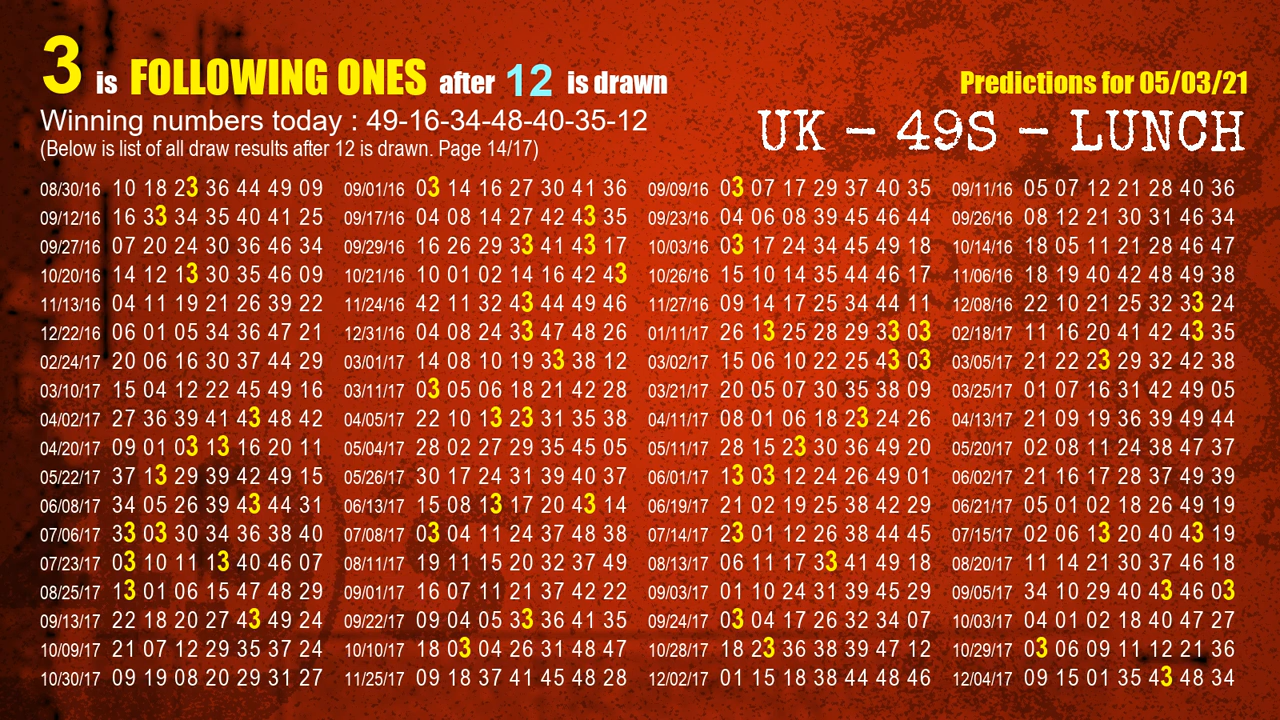 3 is FOLLOWING ONES after 12 is drawn
Predictions for 05/03/21
Winning numbers today : 49-16-34-48-40-35-12
UK - 49S - LUNCH
(Below is list of all draw results after 12 is drawn. Page 14/17)
08/30/16 10 18 23 36 44 49 09 09/01/16 03 14 16 27 30 41 36 09/09/16 03 07 17 29 37 40 35 09/11/16 05 07 12 21 28 40 36
09/12/16 16 33 34 35 40 41 25 09/17/16 04 08 14 27 42 43 35 09/23/16 04 06 08 39 45 46 44 09/26/16 08 12 21 30 31 46 34
09/27/16 07 20 24 30 36 46 34 09/29/16 16 26 29 33 41 43 17 10/03/16 03 17 24 34 45 49 18 10/14/16 18 05 11 21 28 46 47
10/20/16 14 12 13 30 35 46 09 10/21/16 10 01 02 14 16 42 43 10/26/16 15 10 14 35 44 46 17 11/06/16 18 19 40 42 48 49 38
11/13/16 04 11 19 21 26 39 22 11/24/16 42 11 32 43 44 49 46 11/27/16 09 14 17 25 34 44 11 12/08/16 22 10 21 25 32 33 24
12/22/16 06 01 05 34 36 47 21 12/31/16 04 08 24 33 47 48 26 01/11/17 26 13 25 28 29 33 03 02/18/17 11 16 20 41 42 43 35
02/24/17 20 06 16 30 37 44 29 03/01/17 14 08 10 19 33 38 12 03/02/17 15 06 10 22 25 43 03 03/05/17 21 22 23 29 32 42 38
03/10/17 15 04 12 22 45 49 16 03/11/17 03 05 06 18 21 42 28 03/21/17 20 05 07 30 35 38 09 03/25/17 01 07 16 31 42 49 05
04/02/17 27 36 39 41 43 48 42 04/05/17 22 10 13 23 31 35 38 04/11/17 08 01 06 18 23 24 26 04/13/17 21 09 19 36 39 49 44
04/20/17 09 01 03 13 16 20 11 05/04/17 28 02 27 29 35 45 05 05/11/17 28 15 23 30 36 49 20 05/20/17 02 08 11 24 38 47 37
05/22/17 37 13 29 39 42 49 15 05/26/17 30 17 24 31 39 40 37 06/01/17 13 03 12 24 26 49 01 06/02/17 21 16 17 28 37 49 39
06/08/17 34 05 26 39 43 44 31 06/13/17 15 08 13 17 20 43 14 06/19/17 21 02 19 25 38 42 29 06/21/17 05 01 02 18 26 49 19
07/06/17 33 03 30 34 36 38 40 07/08/17 03 04 11 24 37 48 38 07/14/17 23 01 12 26 38 44 45 07/15/17 02 06 13 20 40 43 19
07/23/17 03 10 11 13 40 46 07 08/11/17 19 11 15 20 32 37 49 08/13/17 06 11 17 33 41 49 18 08/20/17 11 14 21 30 37 46 18
08/25/17 13 01 06 15 47 48 29 09/01/17 16 07 11 21 37 42 22 09/03/17 01 10 24 31 39 45 29 09/05/17 34 10 29 40 43 46 03
09/13/17 22 18 20 27 43 49 24 09/22/17 09 04 05 33 36 41 35 09/24/17 03 04 17 26 32 34 07 10/03/17 04 01 02 18 40 47 27
10/09/17 21 07 12 29 35 37 24 10/10/17 18 03 04 26 31 48 47 10/28/17 18 23 36 38 39 47 12 10/29/17 03 06 09 11 12 21 36
10/30/17 09 19 08 20 29 31 27 11/25/17 09 18 37 41 45 48 28 12/02/17 01 15 18 38 44 48 46 12/04/17 09 15 01 35 43 48 34